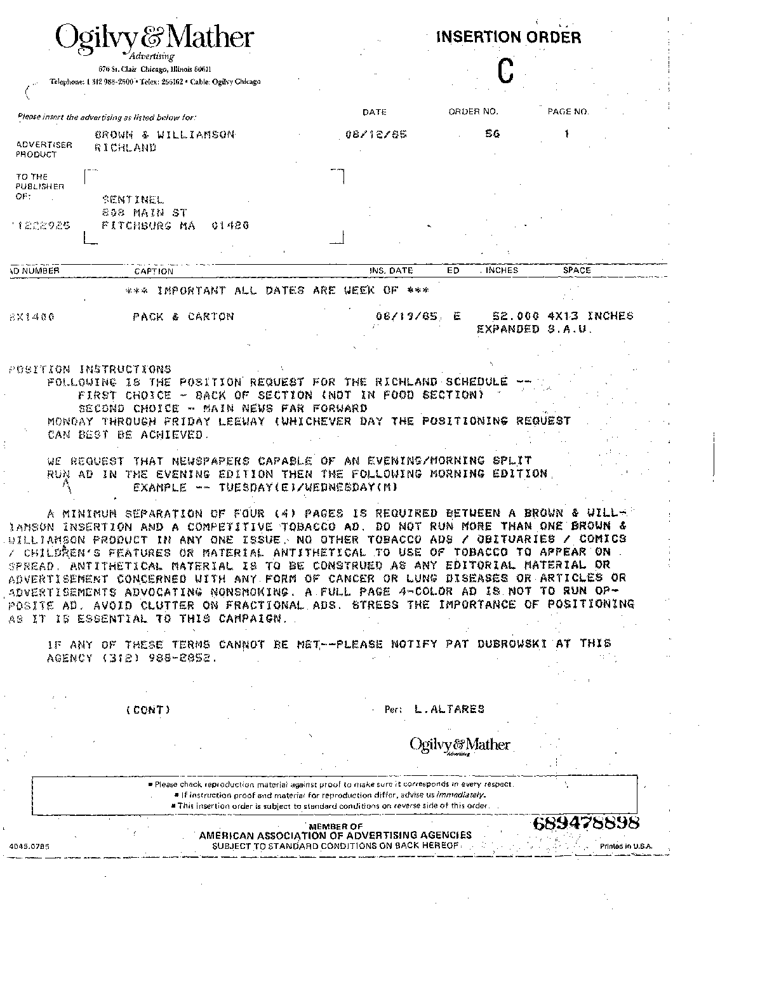 Ogilvy & Mather
Advertising
676 St. Clair Chicago, Illinois 60611
Telephone: 1 312 988-2500 • Telex: 255162 • Cable: Ogilvy Chicago
INSERTION ORDER
C
Please insert the advertising as listed below for:
DATE ORDER NO. PAGE NO.
ADVERTISER BROWN & WILLIAMSON 08/12/85 56 1
PRODUCT RICHLAND
TO THE
PUBLISHER
OF:
SENTINEL
808 MAIN ST
FITCHBURG MA 01420
AD NUMBER CAPTION INS. DATE ED INCHES SPACE
*** IMPORTANT ALL DATES ARE WEEK OF ***
PACK & CARTON 08/19/85 E 52.000 4X13 INCHES
EXPANDED S.A.U.
POSITION INSTRUCTIONS
FOLLOWING IS THE POSITION REQUEST FOR THE RICHLAND SCHEDULE --
FIRST CHOICE - BACK OF SECTION (NOT IN FOOD SECTION)
SECOND CHOICE - MAIN NEWS FAR FORWARD
MONDAY THROUGH FRIDAY LEEWAY (WHICHEVER DAY THE POSITIONING REQUEST
CAN BEST BE ACHIEVED.
WE REQUEST THAT NEWSPAPERS CAPABLE OF AN EVENING/MORNING SPLIT
RUN AD IN THE EVENING EDITION THEN THE FOLLOWING MORNING EDITION
EXAMPLE -- TUESDAY(E)/WEDNESDAY(M)
A MINIMUM SEPARATION OF FOUR (4) PAGES IS REQUIRED BETWEEN A BROWN & WILL-
IAMSON INSERTION AND A COMPETITIVE TOBACCO AD. DO NOT RUN MORE THAN ONE BROWN &
WILLIAMSON PRODUCT IN ANY ONE ISSUE. NO OTHER TOBACCO ADS / OBITUARIES / COMICS
/ CHILDREN'S FEATURES OR MATERIAL ANTITHETICAL TO USE OF TOBACCO TO APPEAR ON
SPREAD. ANTITHETICAL MATERIAL IS TO BE CONSTRUED AS ANY EDITORIAL MATERIAL OR
ADVERTISEMENT CONCERNED WITH ANY FORM OF CANCER OR LUNG DISEASES OR ARTICLES OR
ADVERTISEMENTS ADVOCATING NONSMOKING. A FULL PAGE 4-COLOR AD IS NOT TO RUN OP-
POSITE AD. AVOID CLUTTER ON FRACTIONAL ADS. STRESS THE IMPORTANCE OF POSITIONING
AS IT IS ESSENTIAL TO THIS CAMPAIGN.
IF ANY OF THESE TERMS CANNOT BE MET--PLEASE NOTIFY PAT DUBROWSKI AT THIS
AGENCY (312) 988-2852.
(CONT) Per: L.ALTARES
Ogilvy & Mather
Advertising
■ Please check reproduction material against proof to make sure it corresponds in every respect.
■ If instruction proof and material for reproduction differ, advise us immediately.
■ This insertion order is subject to standard conditions on reverse side of this order.
689478898
MEMBER OF
AMERICAN ASSOCIATION OF ADVERTISING AGENCIES
4045.0785 SUBJECT TO STANDARD CONDITIONS ON BACK HEREOF Printed in U.S.A.